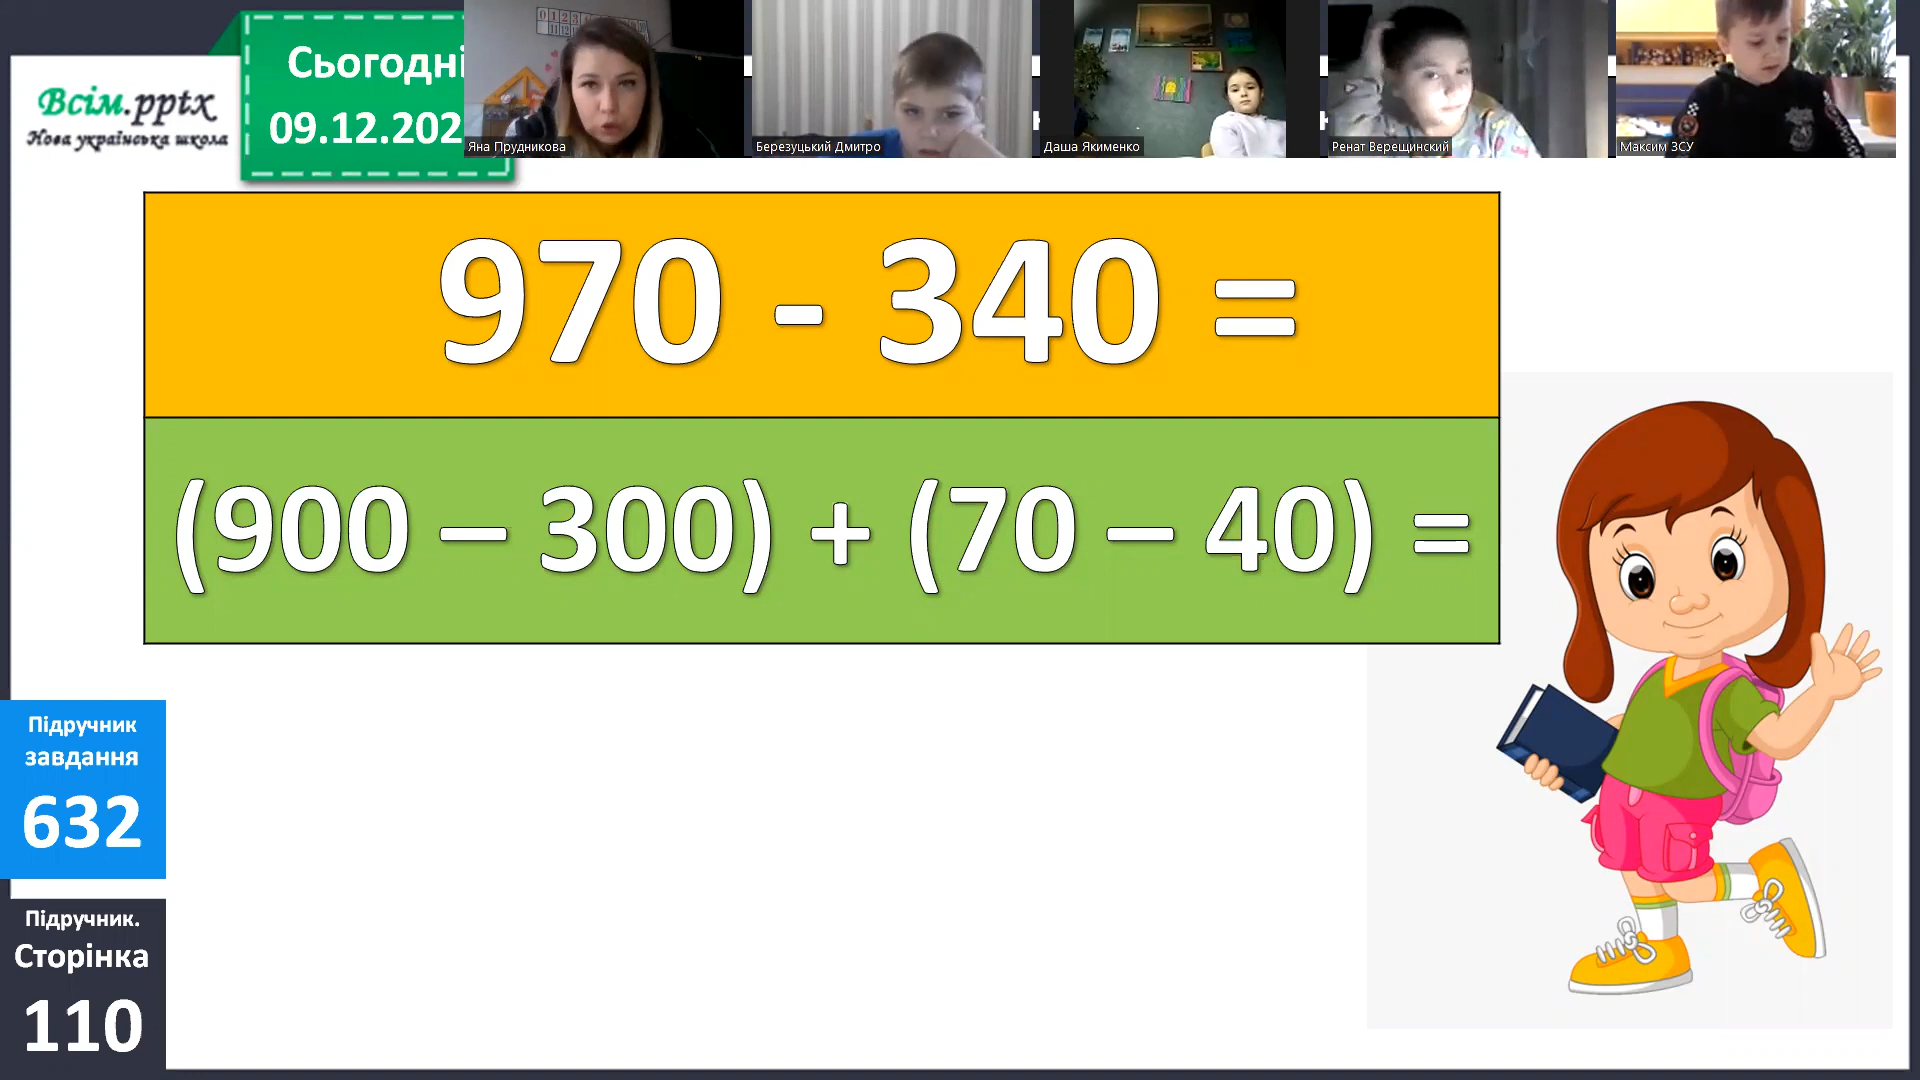 Всім.pptx
Нова українська школа
Сьогодні
09.12.202
Яна Прудникова
Березуцький Дмитро
Даша Якименко
Ренат Верещинский
Максим ЗСУ
970 - 340 =
(900 – 300) + (70 – 40) =
Підручник
завдання
632
Підручник.
Сторінка
110